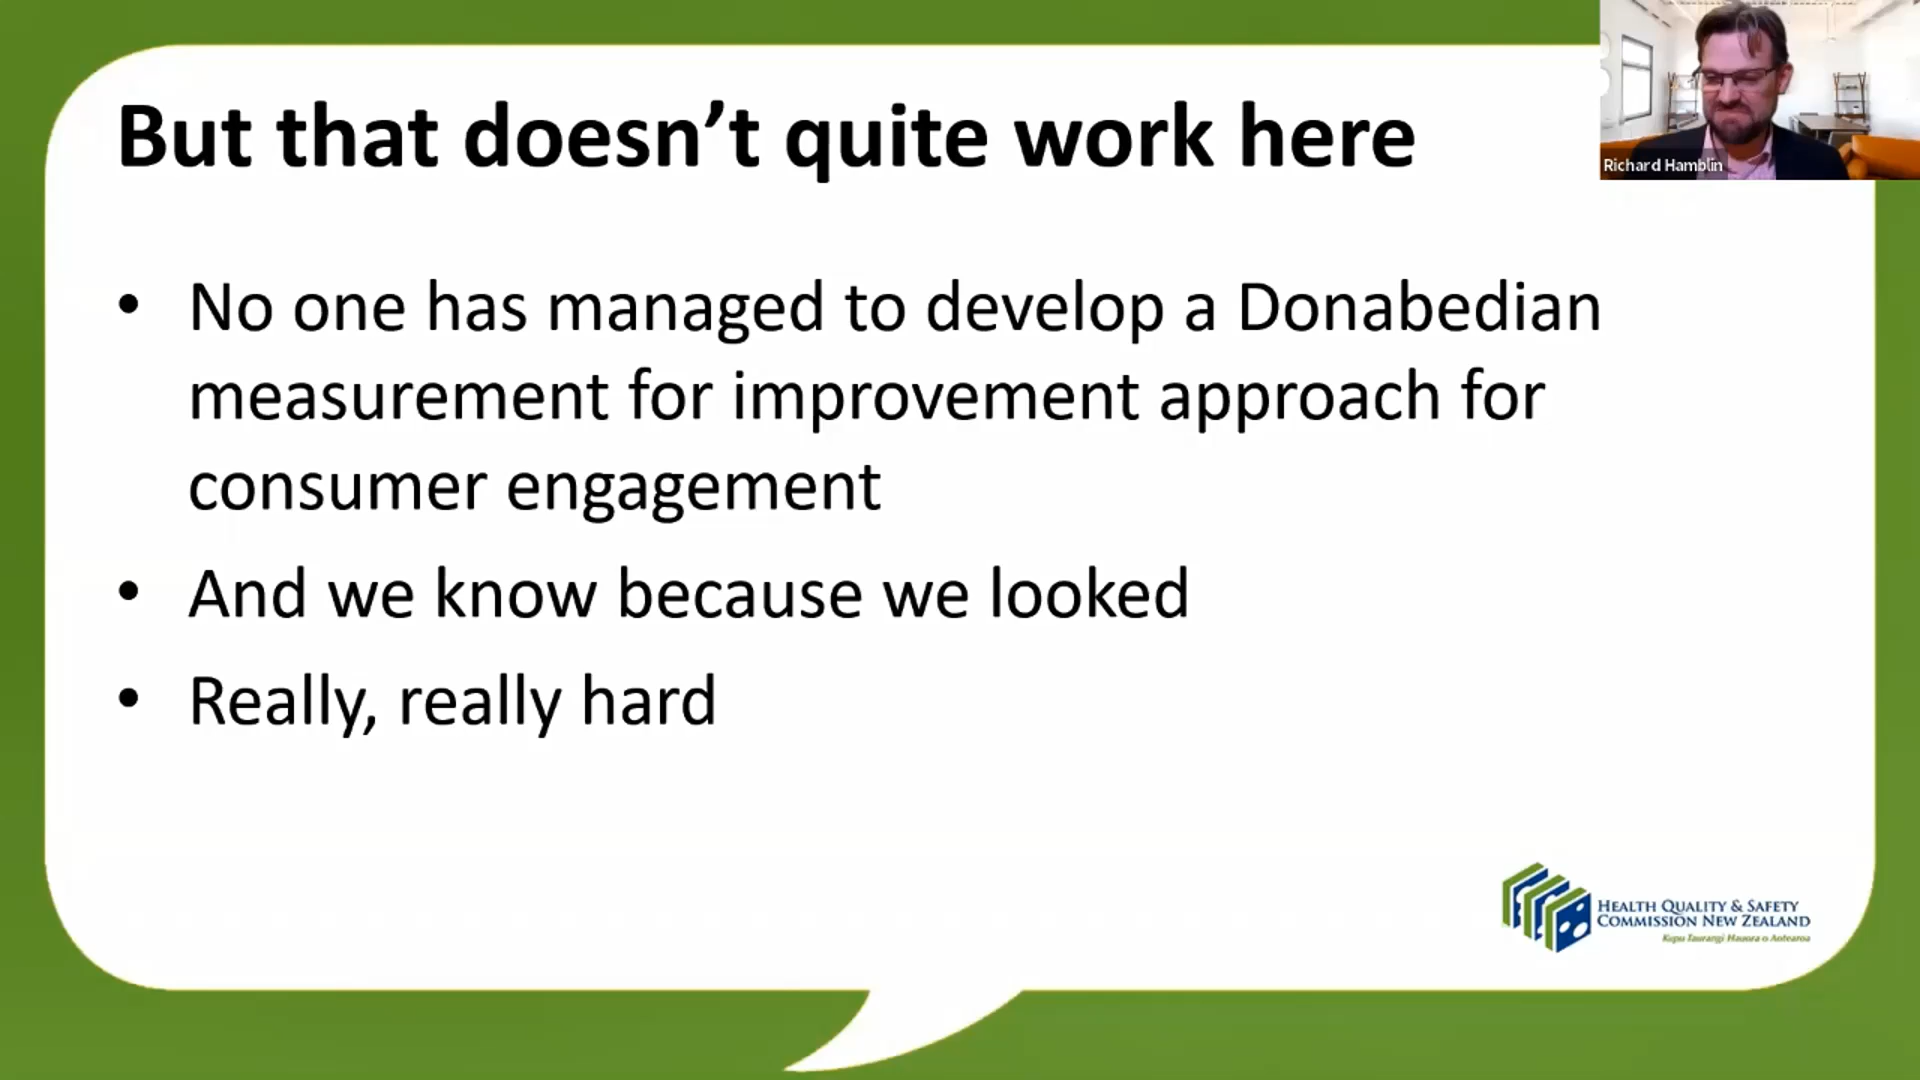 But that doesn’t quite work here
Richard Hamblin
• No one has managed to develop a Donabedian
measurement for improvement approach for
consumer engagement
• And we know because we looked
• Really, really hard
HEALTH QUALITY & SAFETY
COMMISSION NEW ZEALAND
Kupu Taurangi Hauora o Aotearoa